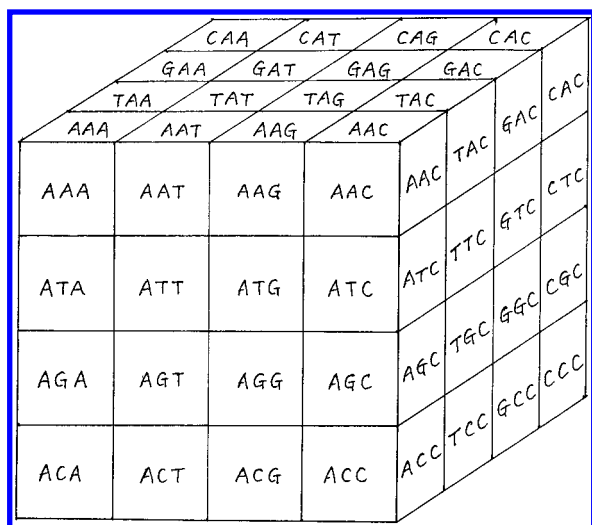 CAA CAT CAG CAC
GAA GAT GAG GAC
TAA TAT TAG TAC
AAA AAT AAG AAC
AAA AAT AAG AAC
ATA ATT ATG ATC
AGA AGT AGG AGC
ACA ACT ACG ACC
AAC TAC GAC CAC
ATC TTC GTC CTC
AGC TGC GGC CGC
ACC TCC GCC CCC